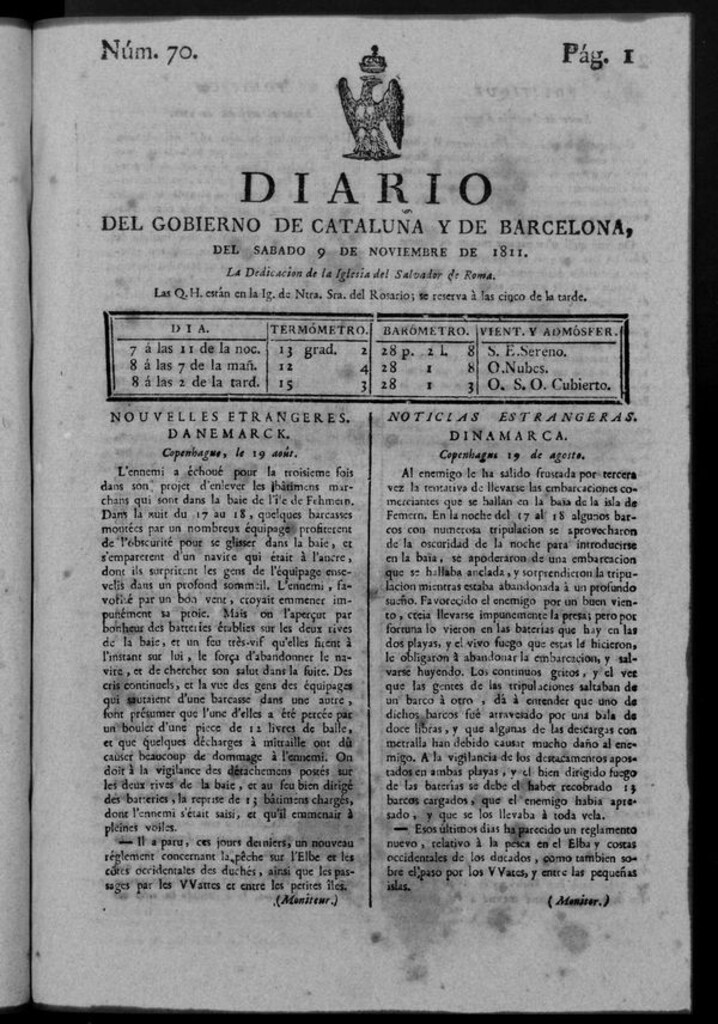 Núm. 70.
Pág. 1
DIARIO
DEL GOBIERNO DE CATALUÑA Y DE BARCELONA,
DEL SABADO 9 DE NOVIEMBRE DE 1811.
La Dedicacion de la Iglesia del Salvador de Roma.
Las Q. H. están en la Ig. de Ntra. Sra. del Rosario; se reserva á las cinco de la tarde.
DIA. TERMÓMETRO. BARÓMETRO. VIENT. Y ADMÓSFER.
7 á las 11 de la noc. 13 grad. 2 28 p. 2 l. 8 S. E. Sereno.
8 á las 7 de la mañ. 12 4 28 1 8 O. Nubes.
8 á las 2 de la tard. 15 3 28 1 3 O. S. O. Cubierto.
NOUVELLES ETRANGERES.
DANEMARCK.
Copenhague, le 19 août.
L'ennemi a échoué pour la troisieme fois
dans son projet d'enlever les bâtimens mar-
chans qui sont dans la baie de l'île de Fehmern.
Dans la nuit du 17 au 18, quelques barcasses
montées par un nombreux équipage profiterent
de l'obscurité pour se glisser dans la baie, et
s'emparerent d'un navire qui était à l'ancre,
dont ils surprirent les gens de l'équipage ense-
velis dans un profond sommeil. L'ennemi, fa-
vorisé par un bon vent, croyait emmener im-
punément sa proie. Mais on l'aperçut par
bonheur des batteries établies sur les deux rives
de la baie, et un feu très-vif qu'elles firent à
l'instant sur lui, le força d'abandonner le na-
vire, et de chercher son salut dans la fuite. Des
cris continuels, et la vue des gens des équipages
qui sautaient d'une barcasse dans une autre,
font présumer que l'une d'elles a été percée par
un boulet d'une piece de 12 livres de balle,
et que quelques décharges à mitraille ont dû
causer beaucoup de dommage à l'ennemi. On
doit à la vigilance des détachemens postés sur
les deux rives de la baie, et au feu bien dirigé
des batteries, la reprise de 13 bâtimens chargés,
dont l'ennemi s'était saisi, et qu'il emmenait à
pleines voiles.
— Il a paru, ces jours derniers, un nouveau
réglement concernant la pêche sur l'Elbe et les
côtes occidentales des duchés, ainsi que les pas-
sages par les VVattes et entre les petites îles.
(Moniteur.)
NOTICIAS ESTRANGERAS.
DINAMARCA.
Copenhague 19 de agosto.
Al enemigo le ha salido frustada por tercera
vez la tentativa de llevarse las embarcaciones co-
merciantes que se hallan en la baia de la isla de
Femern. En la noche del 17 al 18 algunos bar-
cos con numerosa tripulacion se aprovecharon
de la oscuridad de la noche para introducirse
en la baia, se apoderaron de una embarcacion
que se hallaba anclada, y sorprendieron la tripu-
lacion mientras estaba abandonada á un profundo
sueño. Favorecido el enemigo por un buen vien-
to, creia llevarse impunemente la presa; pero por
fortuna lo vieron en las baterias que hay en las
dos playas, y el vivo fuego que estas le hicieron,
le obligaron á abandonar la embarcacion, y sal-
varse huyendo. Los continuos gritos, y el ver
que las gentes de las tripulaciones saltaban de
un barco á otro, dá á entender que uno de
dichos barcos fué atravesado por una bala de
doce libras, y que algunas de las descargas con
metralla han debido causar mucho daño al ene-
migo. A la vigilancia de los destacamentos apos-
tados en ambas playas, y el bien dirigido fuego
de las baterias se debe el haber recobrado 13
barcos cargados, que el enemigo habia apre-
sado, y que se los llevaba à toda vela.
— Esos últimos dias ha parecido un reglamento
nuevo, relativo á la pesca en el Elba y costas
occidentales de los ducados, como tambien so-
bre el paso por los VVates, y entre las pequeñas
islas.
(Monitor.)